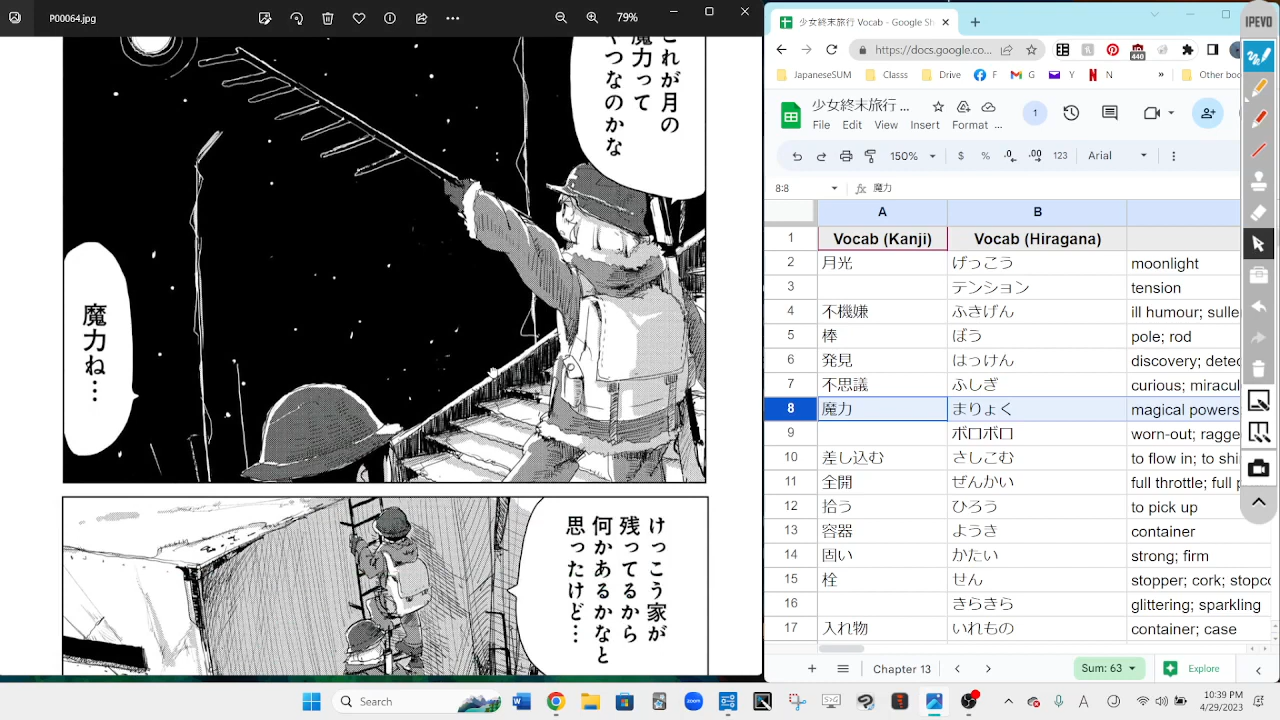 P00064.jpg
79%
これが月の
魔力って
やつなのかな
魔力ね…
けっこう家が
残ってるから
何かあるかなと
思ったけど…
少女終末旅行 Vocab - Google Sh
https://docs.google.co...
JapaneseSUM
Class
Drive
F
G
Y
N
Other boo
少女終末旅行 ...
1
File Edit View Insert Format ...
150%
$ % .0 .00 123
Arial
8:8
fx 魔力
A B
1 Vocab (Kanji) Vocab (Hiragana)
2 月光 げっこう moonlight
3 テンション tension
4 不機嫌 ふきげん ill humour; sulle
5 棒 ぼう pole; rod
6 発見 はっけん discovery; detec
7 不思議 ふしぎ curious; miracul
8 魔力 まりょく magical powers
9 ボロボロ worn-out; ragge
10 差し込む さしこむ to flow in; to shi
11 全開 ぜんかい full throttle; full p
12 拾う ひろう to pick up
13 容器 ようき container
14 固い かたい strong; firm
15 栓 せん stopper; cork; stopco
16 きらきら glittering; sparkling
17 入れ物 いれもの container; case
Chapter 13
Sum: 63
Explore
IPEVO
Search
zoom
A
10:39 PM
4/29/2023